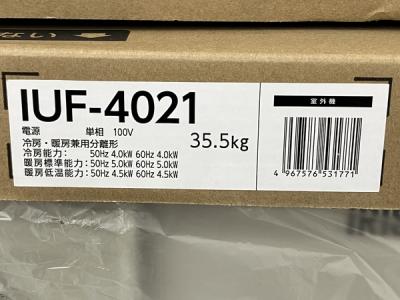 ない
IUF-4021
室外機
電源 単相 100V
35.5kg
冷房・暖房兼用分離形
冷房能力: 50Hz 4.0kW 60Hz 4.0kW
暖房標準能力: 50Hz 5.0kW 60Hz 5.0kW
暖房低温能力: 50Hz 4.5kW 60Hz 4.5kW
4 967576 531771